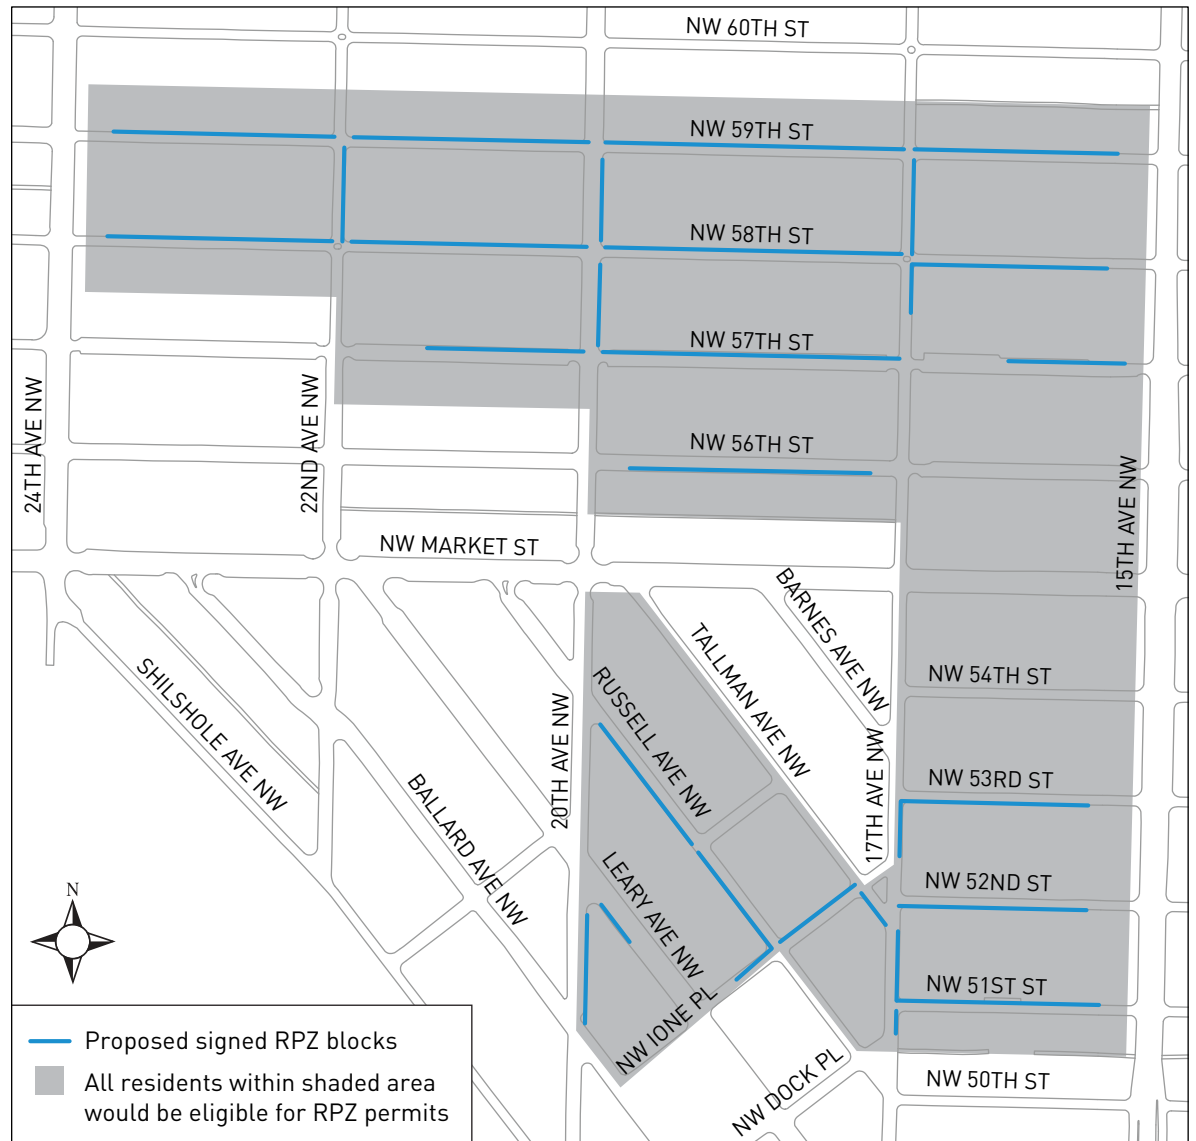 NW 60TH ST
NW 59TH ST
NW 58TH ST
NW 57TH ST
NW 56TH ST
24TH AVE NW
22ND AVE NW
15TH AVE NW
NW MARKET ST
BARNES AVE NW
TALLMAN AVE NW
RUSSELL AVE NW
NW 54TH ST
SHILSHOLE AVE NW
20TH AVE NW
17TH AVE NW
NW 53RD ST
BALLARD AVE NW
LEARY AVE NW
NW 52ND ST
N
NW 51ST ST
NW IONE PL
NW DOCK PL
NW 50TH ST
Proposed signed RPZ blocks
All residents within shaded area
would be eligible for RPZ permits